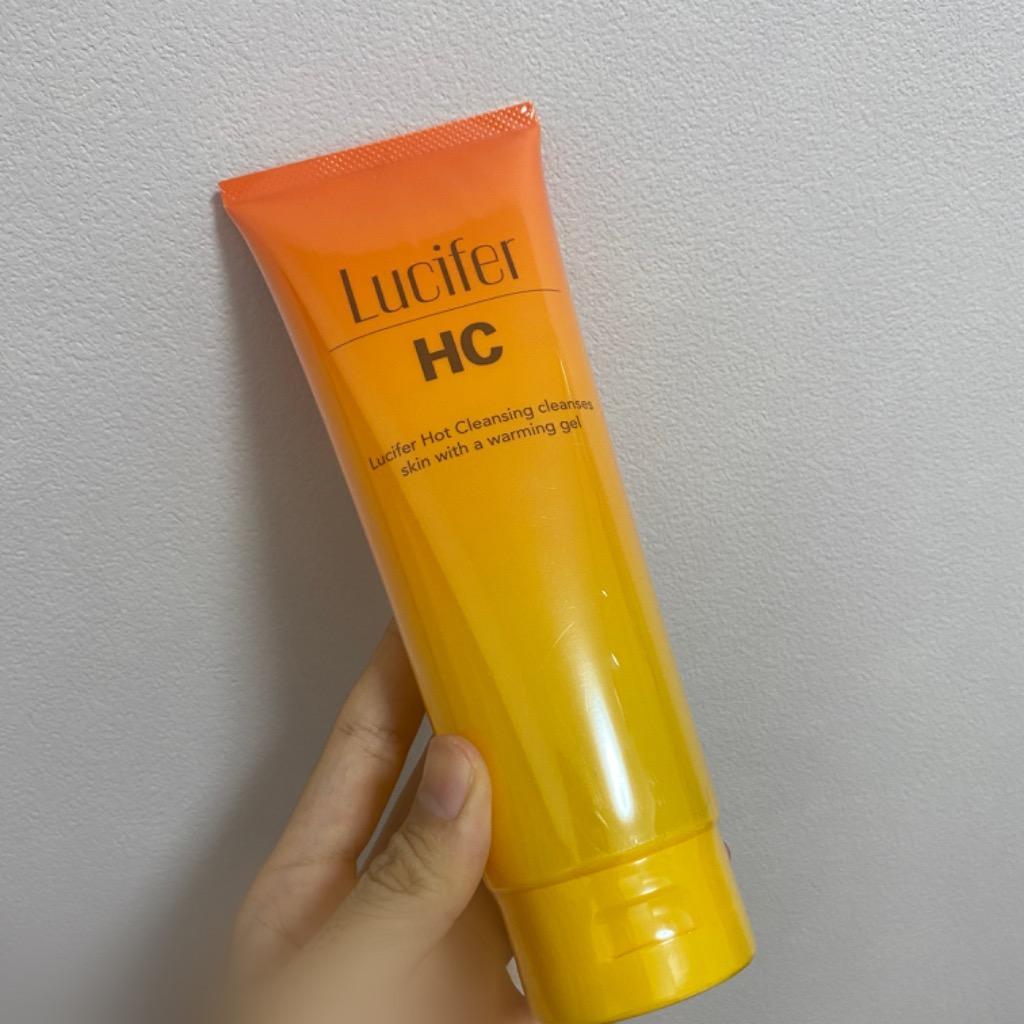 Lucifer
HC
Lucifer Hot Cleansing cleanses
skin with a warming gel